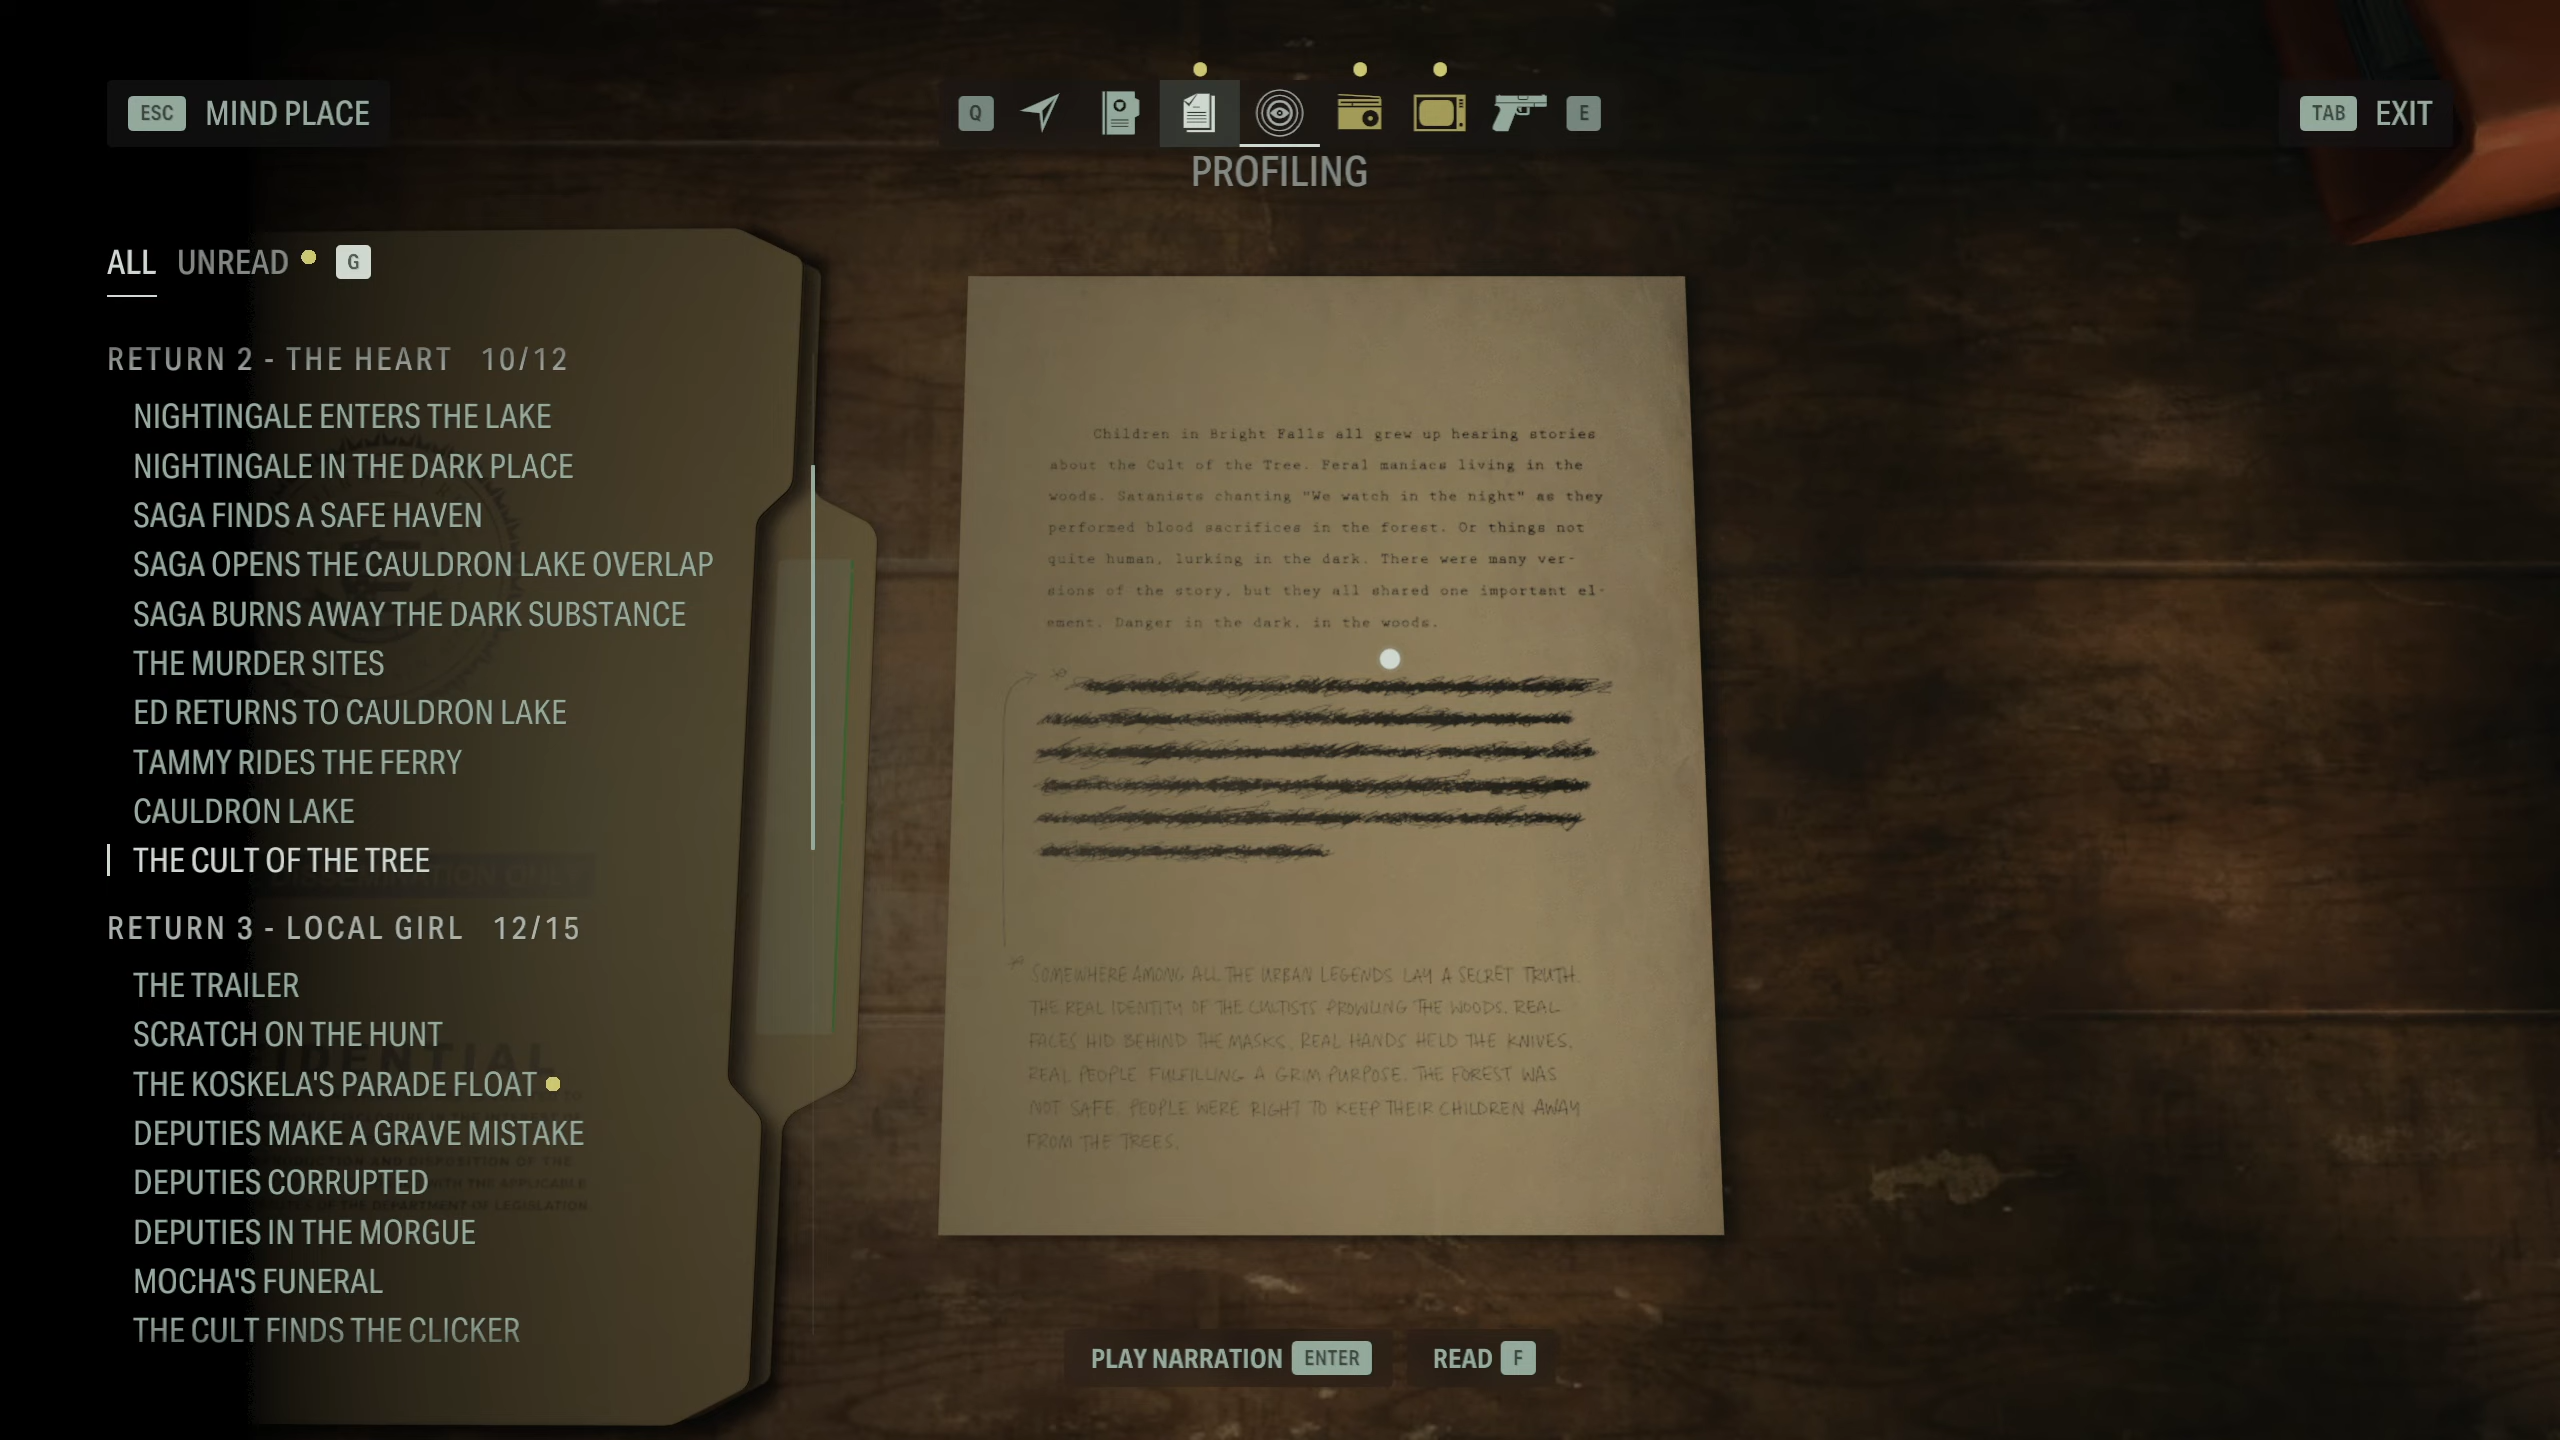 ESC MIND PLACE
Q
E
TAB EXIT
PROFILING
ALL UNREAD G
RETURN 2 - THE HEART 10/12
NIGHTINGALE ENTERS THE LAKE
NIGHTINGALE IN THE DARK PLACE
SAGA FINDS A SAFE HAVEN
SAGA OPENS THE CAULDRON LAKE OVERLAP
SAGA BURNS AWAY THE DARK SUBSTANCE
THE MURDER SITES
ED RETURNS TO CAULDRON LAKE
TAMMY RIDES THE FERRY
CAULDRON LAKE
THE CULT OF THE TREE
RETURN 3 - LOCAL GIRL 12/15
THE TRAILER
SCRATCH ON THE HUNT
THE KOSKELA'S PARADE FLOAT
DEPUTIES MAKE A GRAVE MISTAKE
DEPUTIES CORRUPTED
DEPUTIES IN THE MORGUE
MOCHA'S FUNERAL
THE CULT FINDS THE CLICKER
Children in Bright Falls all grew up hearing stories
about the Cult of the Tree. Feral maniacs living in the
woods. Satanists chanting "We watch in the night" as they
performed blood sacrifices in the forest. Or things not
quite human, lurking in the dark. There were many ver-
sions of the story, but they all shared one important el-
ement. Danger in the dark, in the woods.
SOMEWHERE AMONG ALL THE URBAN LEGENDS LAY A SECRET TRUTH.
THE REAL IDENTITY OF THE CULTISTS PROWLING THE WOODS. REAL
FACES HID BEHIND THE MASKS, REAL HANDS HELD THE KNIVES,
REAL PEOPLE FULFILLING A GRIM PURPOSE. THE FOREST WAS
NOT SAFE. PEOPLE WERE RIGHT TO KEEP THEIR CHILDREN AWAY
FROM THE TREES.
PLAY NARRATION ENTER
READ F